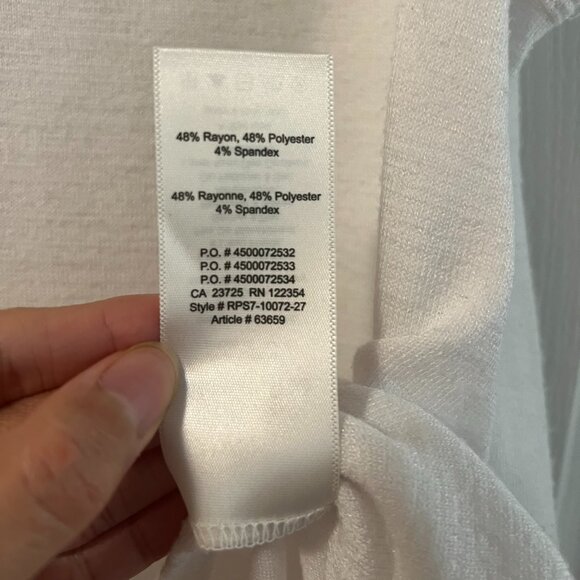 48% Rayon, 48% Polyester
4% Spandex
48% Rayonne, 48% Polyester
4% Spandex
P.O. # 4500072532
P.O. # 4500072533
P.O. # 4500072534
CA 23725 RN 122354
Style # RPS7-10072-27
Article # 63659